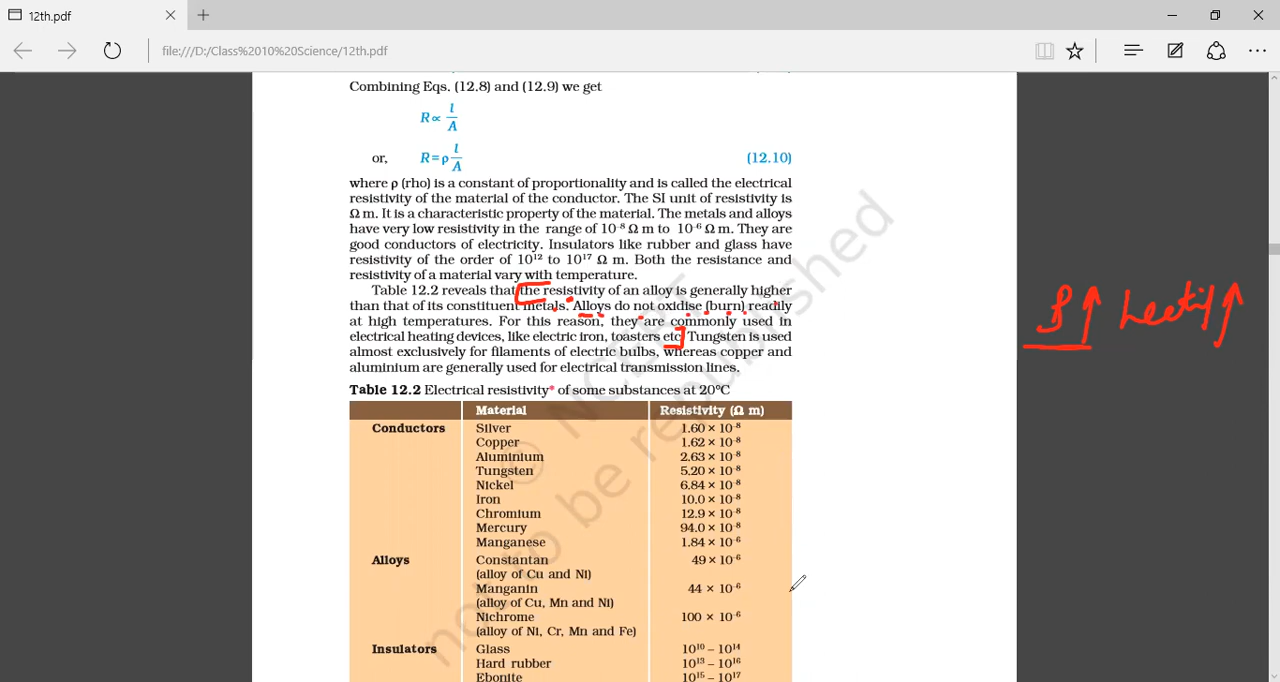 12th.pdf
file:///D:/Class%2010%20Science/12th.pdf
Combining Eqs. (12.8) and (12.9) we get
R ∝ l/A
or, R = ρ l/A (12.10)
where ρ (rho) is a constant of proportionality and is called the electrical
resistivity of the material of the conductor. The SI unit of resistivity is
Ω m. It is a characteristic property of the material. The metals and alloys
have very low resistivity in the range of 10⁻⁸ Ω m to 10⁻⁶ Ω m. They are
good conductors of electricity. Insulators like rubber and glass have
resistivity of the order of 10¹² to 10¹⁷ Ω m. Both the resistance and
resistivity of a material vary with temperature.
Table 12.2 reveals that the resistivity of an alloy is generally higher
than that of its constituent metals. Alloys do not oxidise (burn) readily
at high temperatures. For this reason, they are commonly used in
electrical heating devices, like electric iron, toasters etc. Tungsten is used
almost exclusively for filaments of electric bulbs, whereas copper and
aluminium are generally used for electrical transmission lines.
Table 12.2 Electrical resistivity* of some substances at 20°C
Material Resistivity (Ω m)
Conductors Silver 1.60 × 10⁻⁸
Copper 1.62 × 10⁻⁸
Aluminium 2.63 × 10⁻⁸
Tungsten 5.20 × 10⁻⁸
Nickel 6.84 × 10⁻⁸
Iron 10.0 × 10⁻⁸
Chromium 12.9 × 10⁻⁸
Mercury 94.0 × 10⁻⁸
Manganese 1.84 × 10⁻⁶
Alloys Constantan 49 × 10⁻⁶
(alloy of Cu and Ni)
Manganin 44 × 10⁻⁶
(alloy of Cu, Mn and Ni)
Nichrome 100 × 10⁻⁶
(alloy of Ni, Cr, Mn and Fe)
Insulators Glass 10¹⁰ – 10¹⁴
Hard rubber 10¹³ – 10¹⁶
Ebonite 10¹⁵ – 10¹⁷
© NCERT
not to be republished